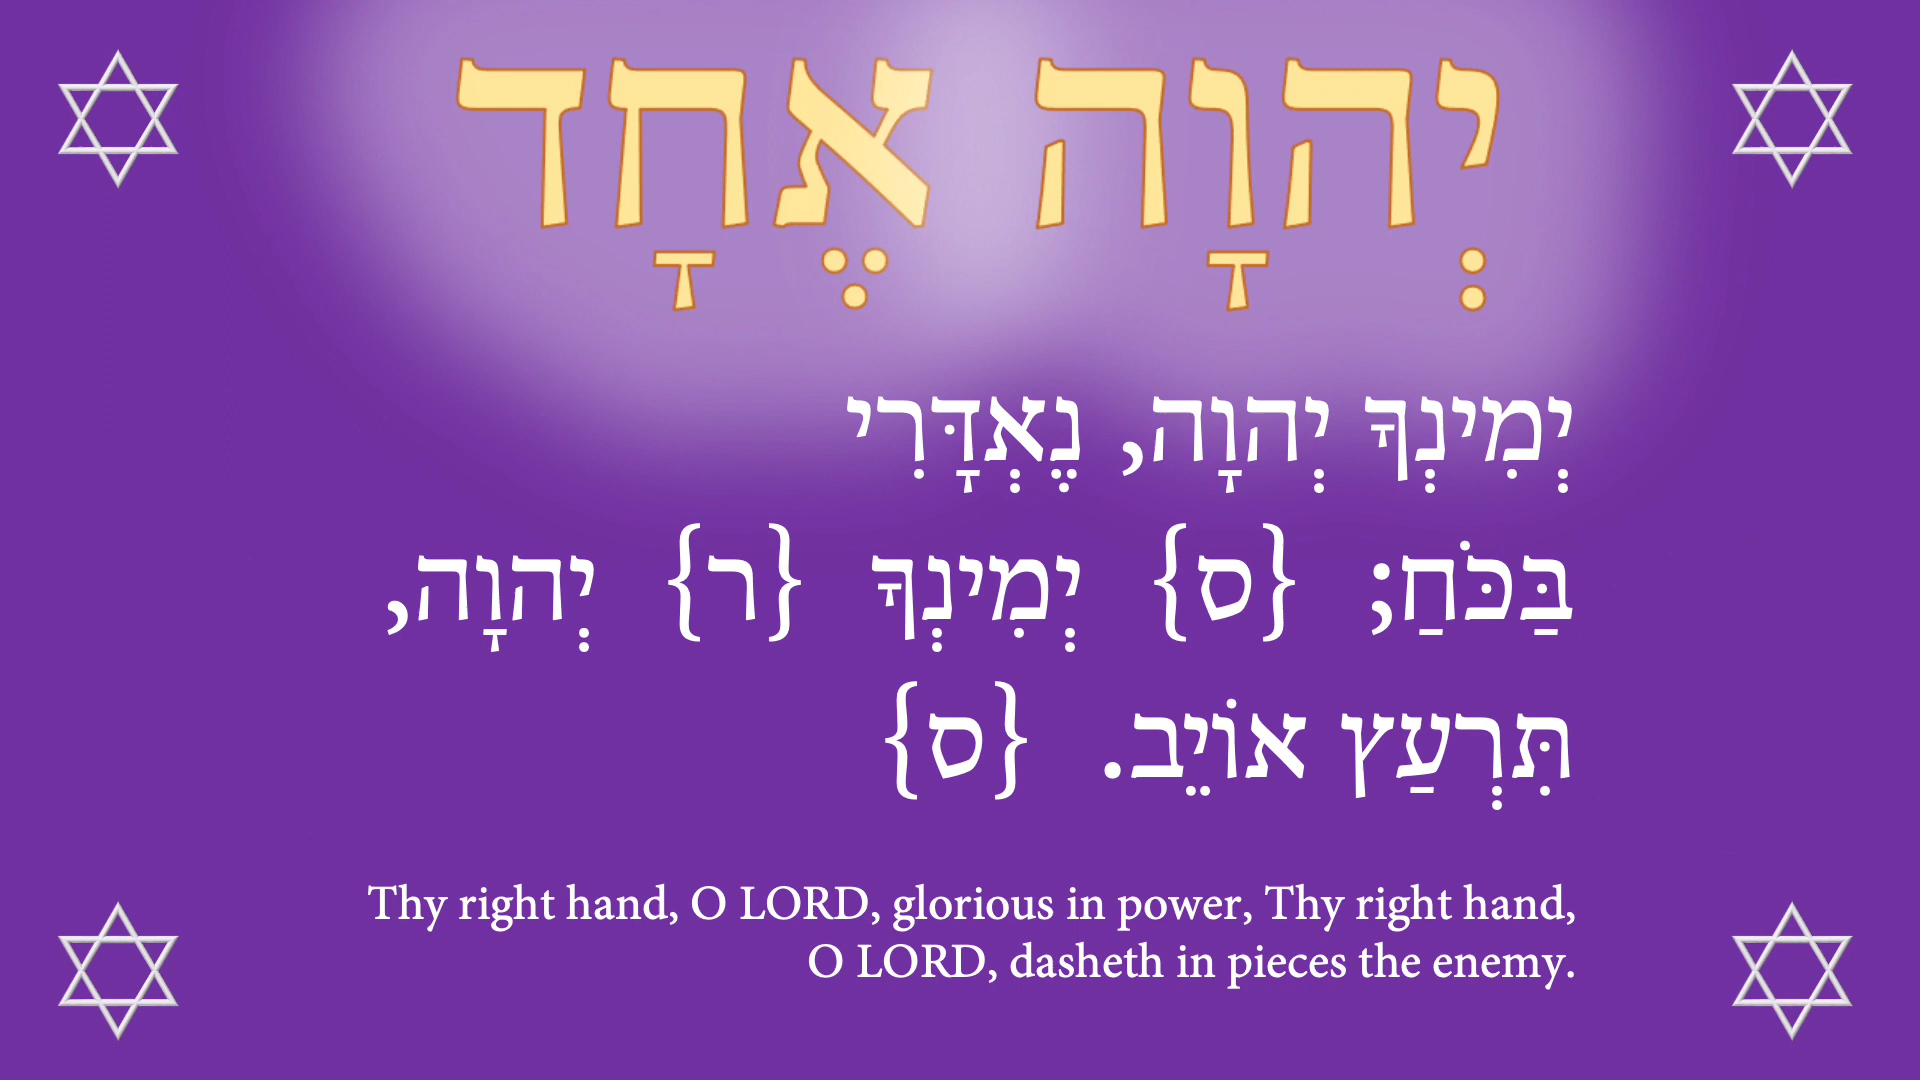 יְהוָה אֶחָד
יְמִינְךָ יְהוָה, נֶאְדָּרִי
בַּכֹּחַ; {ס} יְמִינְךָ {ר} יְהוָה,
תִּרְעַץ אוֹיֵב. {ס}
Thy right hand, O LORD, glorious in power, Thy right hand,
O LORD, dasheth in pieces the enemy.